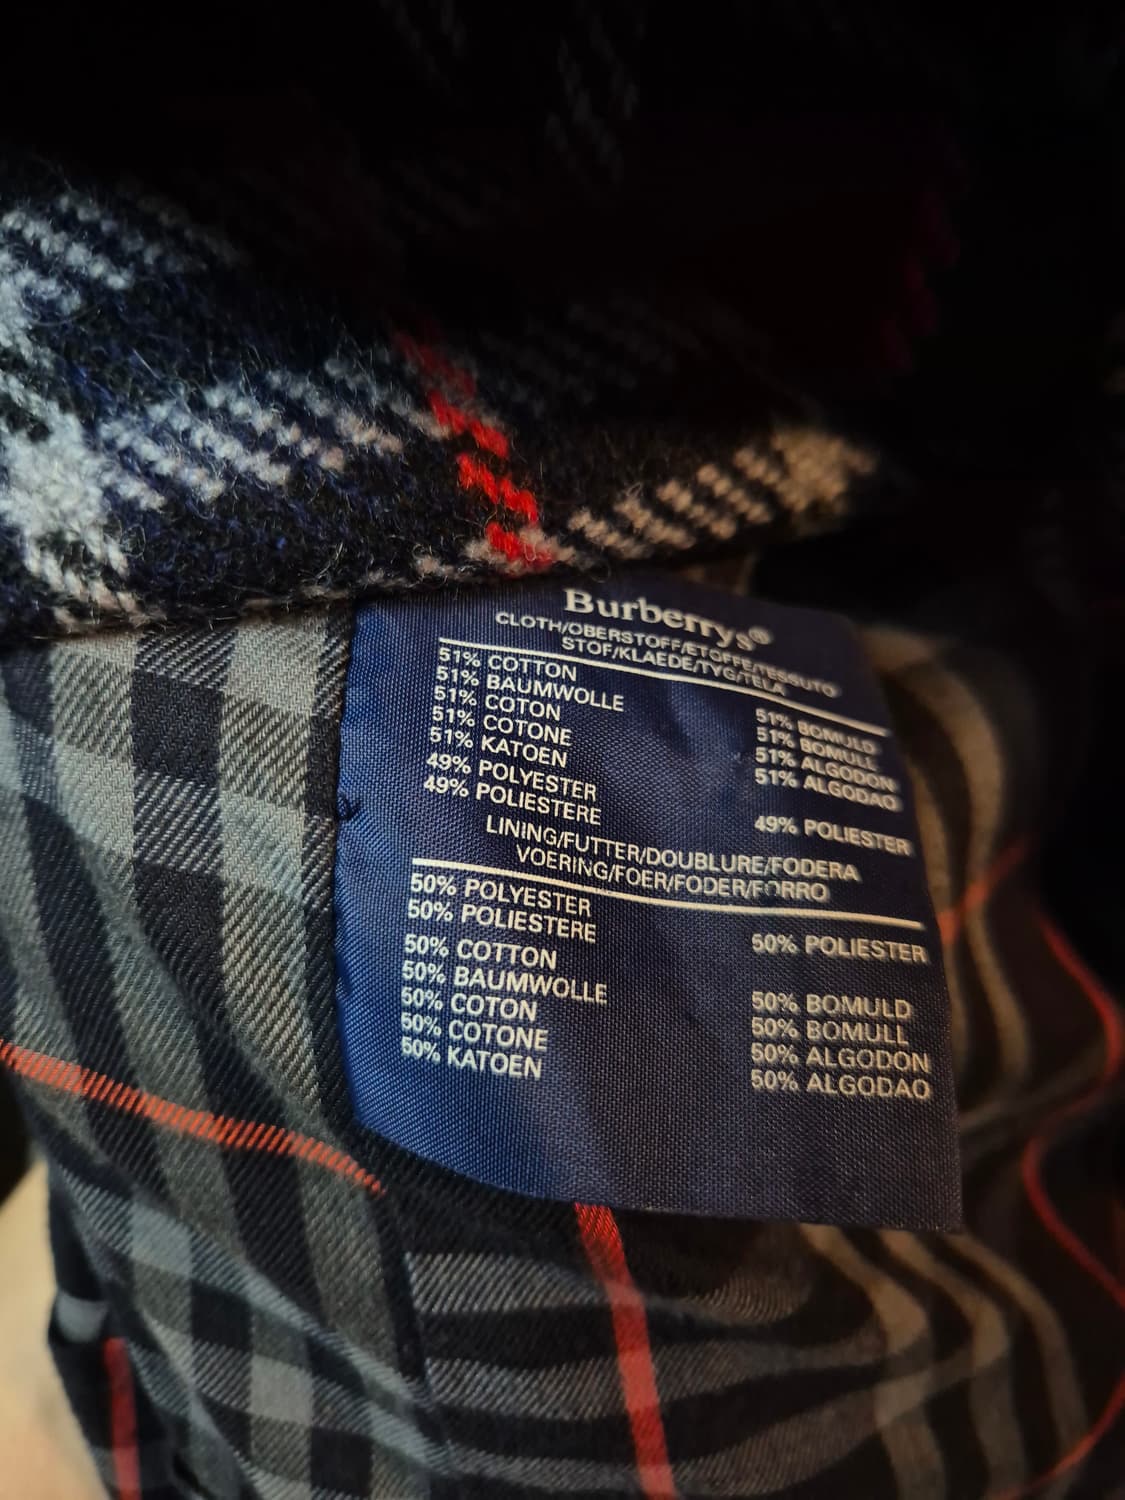 Burberrys®
CLOTH/OBERSTOFF/ETOFFE/TESSUTO
STOF/KLAEDE/TYG/TELA
51% COTTON
51% BAUMWOLLE
51% COTON
51% COTONE
51% KATOEN
49% POLYESTER
49% POLIESTERE
51% BOMULD
51% BOMULL
51% ALGODON
51% ALGODAO
49% POLIESTER
LINING/FUTTER/DOUBLURE/FODERA
VOERING/FOER/FODER/FORRO
50% POLYESTER
50% POLIESTERE
50% COTTON
50% BAUMWOLLE
50% COTON
50% COTONE
50% KATOEN
50% POLIESTER
50% BOMULD
50% BOMULL
50% ALGODON
50% ALGODAO